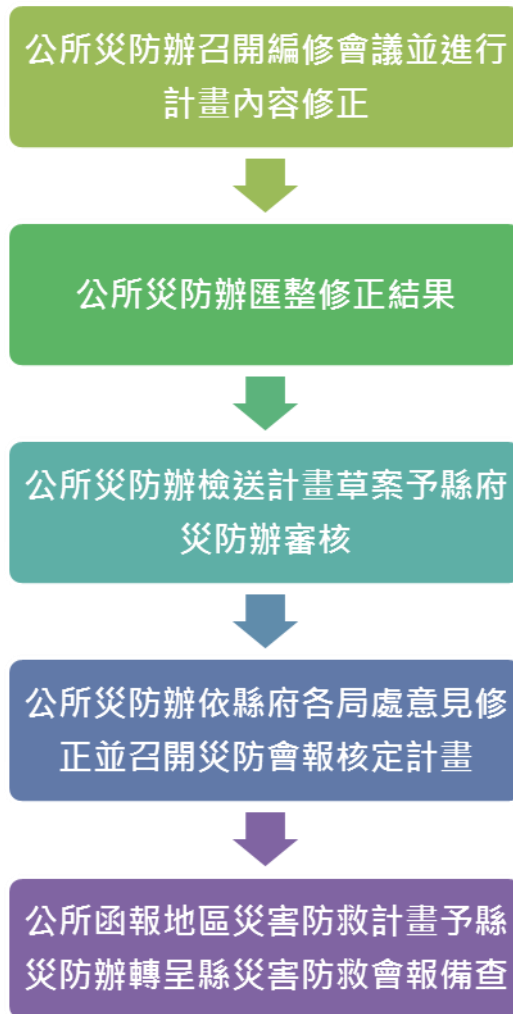 公所災防辦召開編修會議並進行
計畫內容修正
公所災防辦匯整修正結果
公所災防辦檢送計畫草案予縣府
災防辦審核
公所災防辦依縣府各局處意見修
正並召開災防會報核定計畫
公所函報地區災害防救計畫予縣
災防辦轉呈縣災害防救會報備查